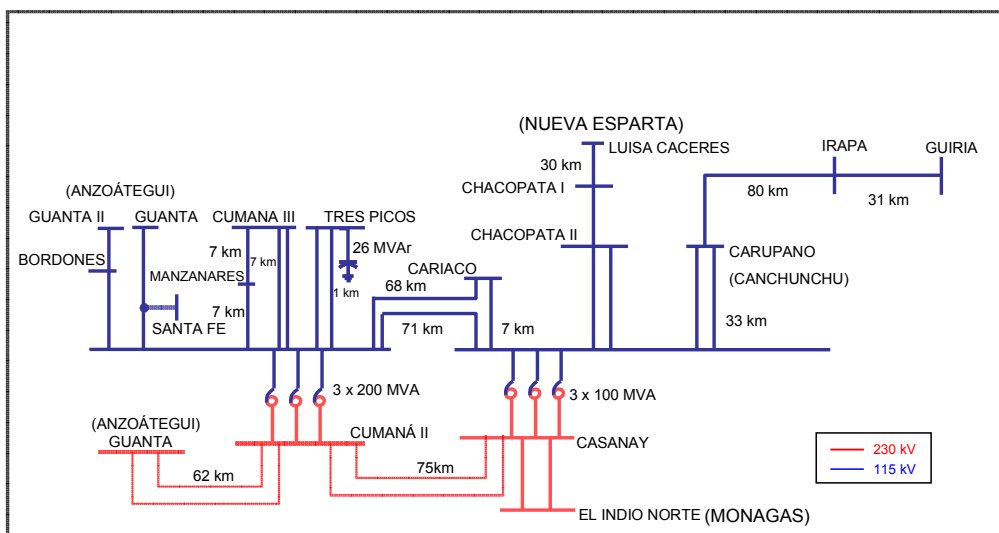 (NUEVA ESPARTA)
LUISA CACERES
30 km
CHACOPATA I
CHACOPATA II
IRAPA
GUIRIA
80 km
31 km
CARUPANO
(CANCHUNCHU)
33 km
(ANZOÁTEGUI)
GUANTA II
GUANTA
BORDONES
SANTA FE
CUMANA III
7 km
7 km
MANZANARES
7 km
TRES PICOS
26 MVAr
1 km
CARIACO
68 km
71 km
7 km
3 x 200 MVA
3 x 100 MVA
(ANZOÁTEGUI)
GUANTA
62 km
CUMANÁ II
75km
CASANAY
EL INDIO NORTE (MONAGAS)
230 kV
115 kV